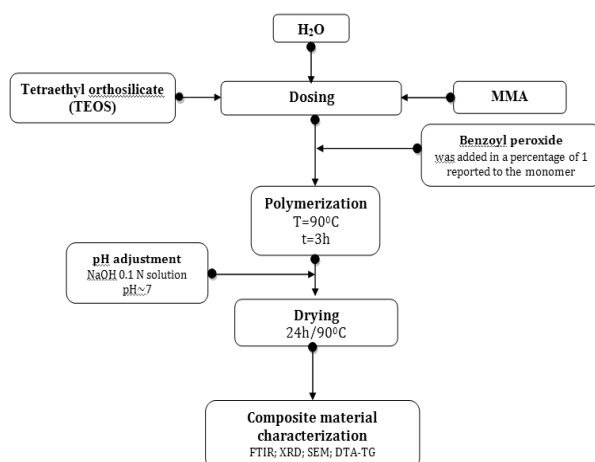 H₂O
Tetraethyl orthosilicate
(TEOS)
Dosing
MMA
Benzoyl peroxide
was added in a percentage of 1
reported to the monomer
Polymerization
T=90⁰C
t=3h
pH adjustment
NaOH 0.1 N solution
pH~7
Drying
24h/90⁰C
Composite material
characterization
FTIR; XRD; SEM; DTA-TG